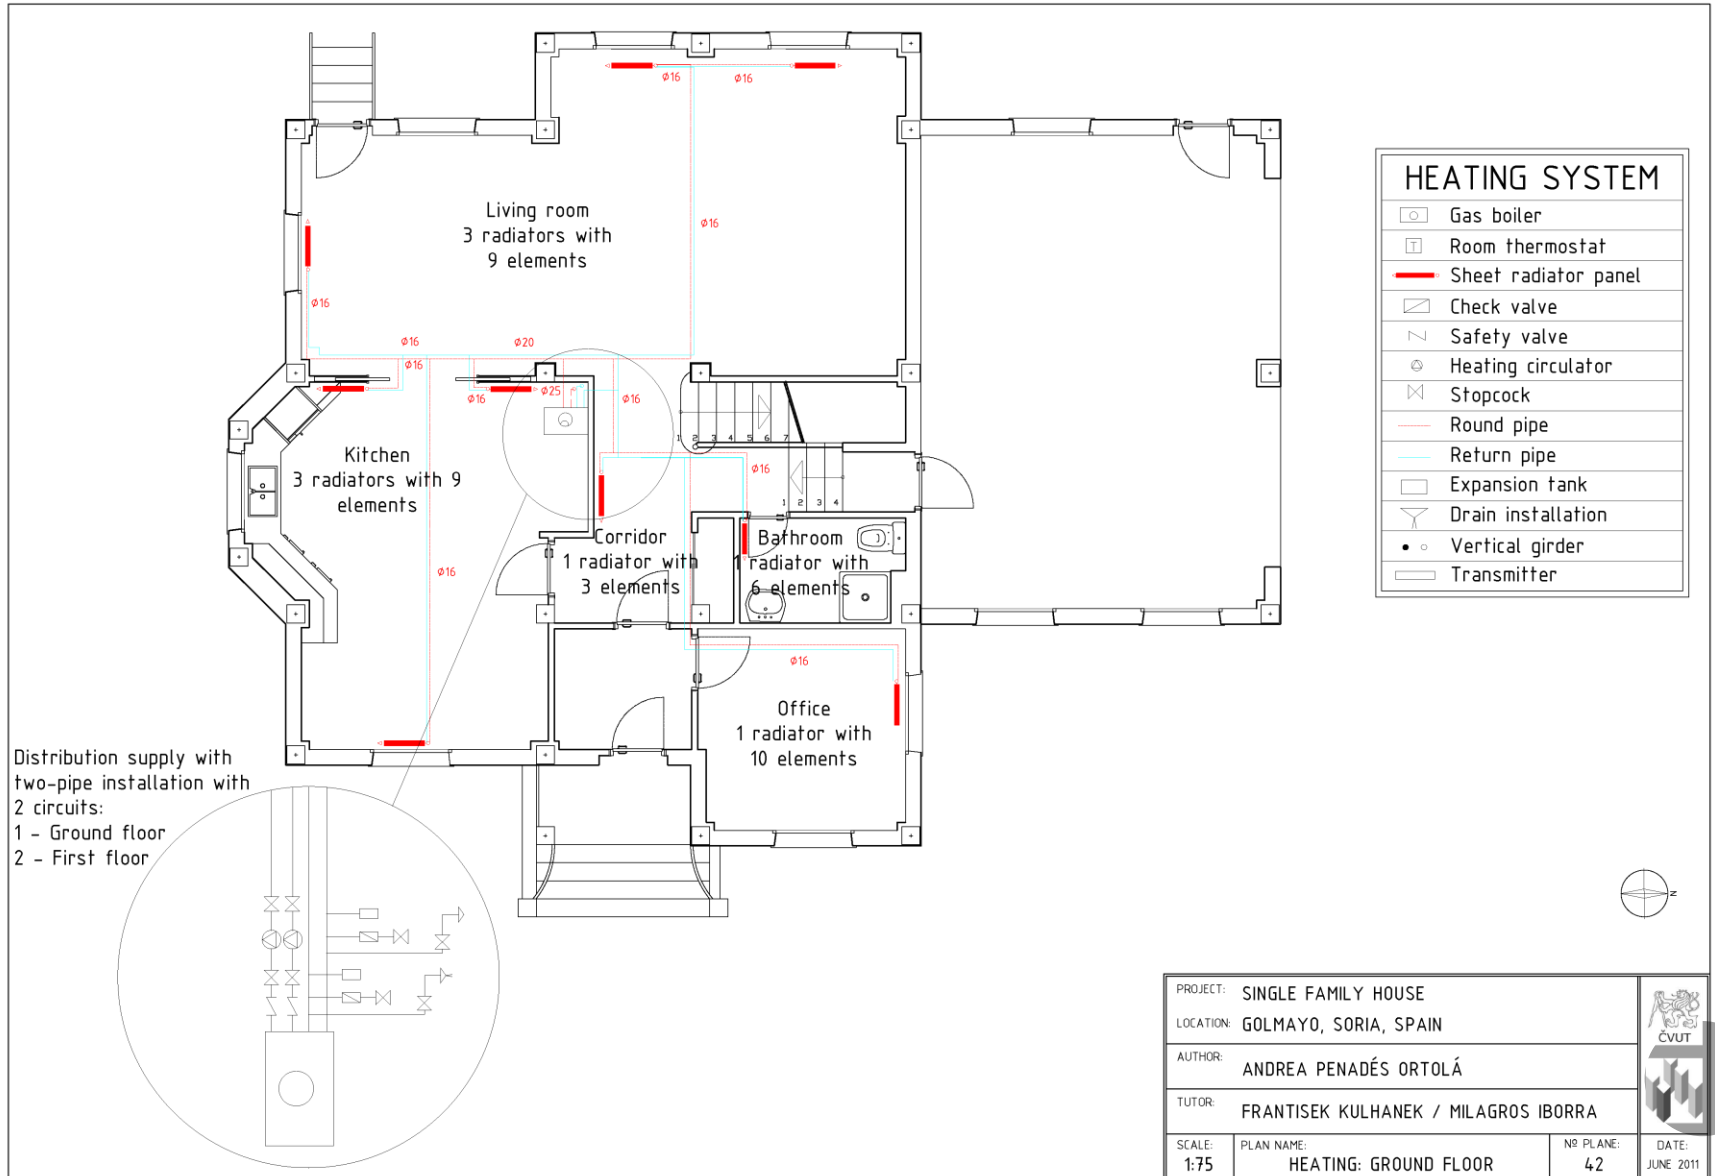 ø16
ø16
Living room
3 radiators with
9 elements
ø16
ø16
ø16
ø20
ø16
ø16
ø25
ø16
1 2 3 4 5 6 7
Kitchen
3 radiators with 9
elements
ø16
1 2 3 4
Corridor
1 radiator with
3 elements
Bathroom
1 radiator with
6 elements
ø16
ø16
Office
1 radiator with
10 elements
HEATING SYSTEM
Gas boiler
T Room thermostat
Sheet radiator panel
Check valve
Safety valve
Heating circulator
Stopcock
Round pipe
Return pipe
Expansion tank
Drain installation
Vertical girder
Transmitter
Distribution supply with
two-pipe installation with
2 circuits:
1 - Ground floor
2 - First floor
N
PROJECT: SINGLE FAMILY HOUSE
LOCATION: GOLMAYO, SORIA, SPAIN
AUTHOR: ANDREA PENADÉS ORTOLÁ
TUTOR: FRANTISEK KULHANEK / MILAGROS IBORRA
SCALE: 1:75
PLAN NAME: HEATING: GROUND FLOOR
Nº PLANE: 42
ČVUT
DATE: JUNE 2011